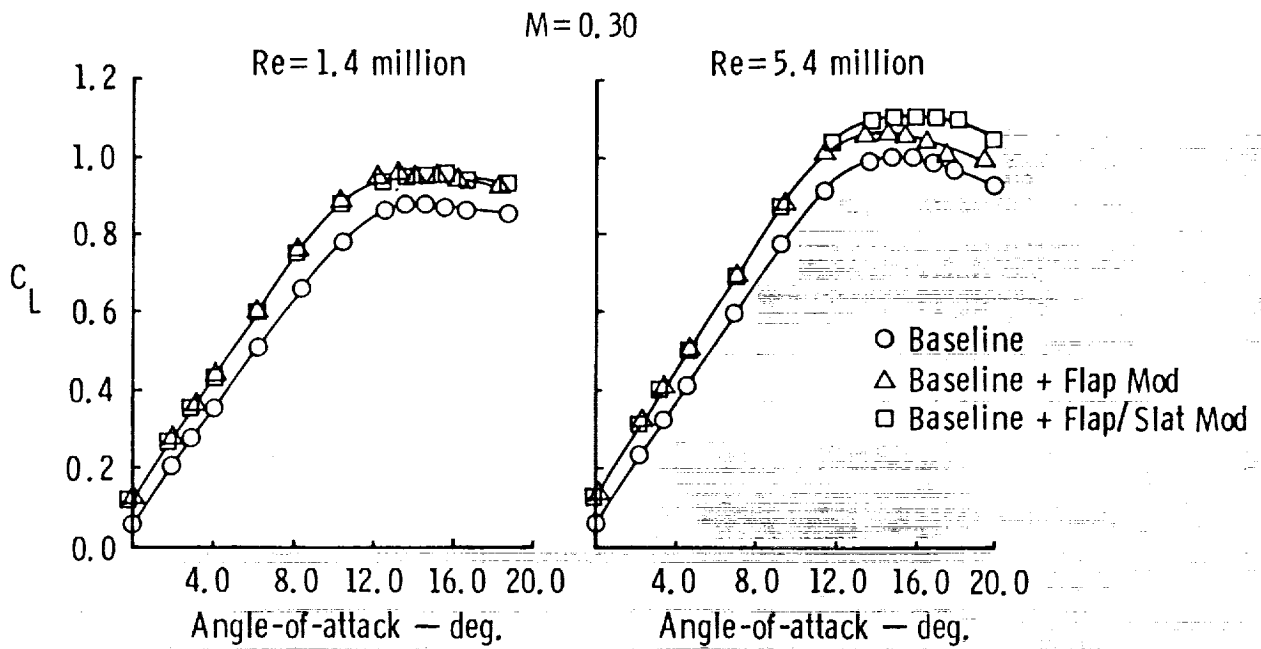 M=0.30
Re=1.4 million
Re=5.4 million
1.2
1.0
0.8
0.6
0.4
0.2
0.0
C_L
4.0 8.0 12.0 16.0 20.0
4.0 8.0 12.0 16.0 20.0
Angle-of-attack — deg.
Angle-of-attack — deg.
Baseline
Baseline + Flap Mod
Baseline + Flap/Slat Mod